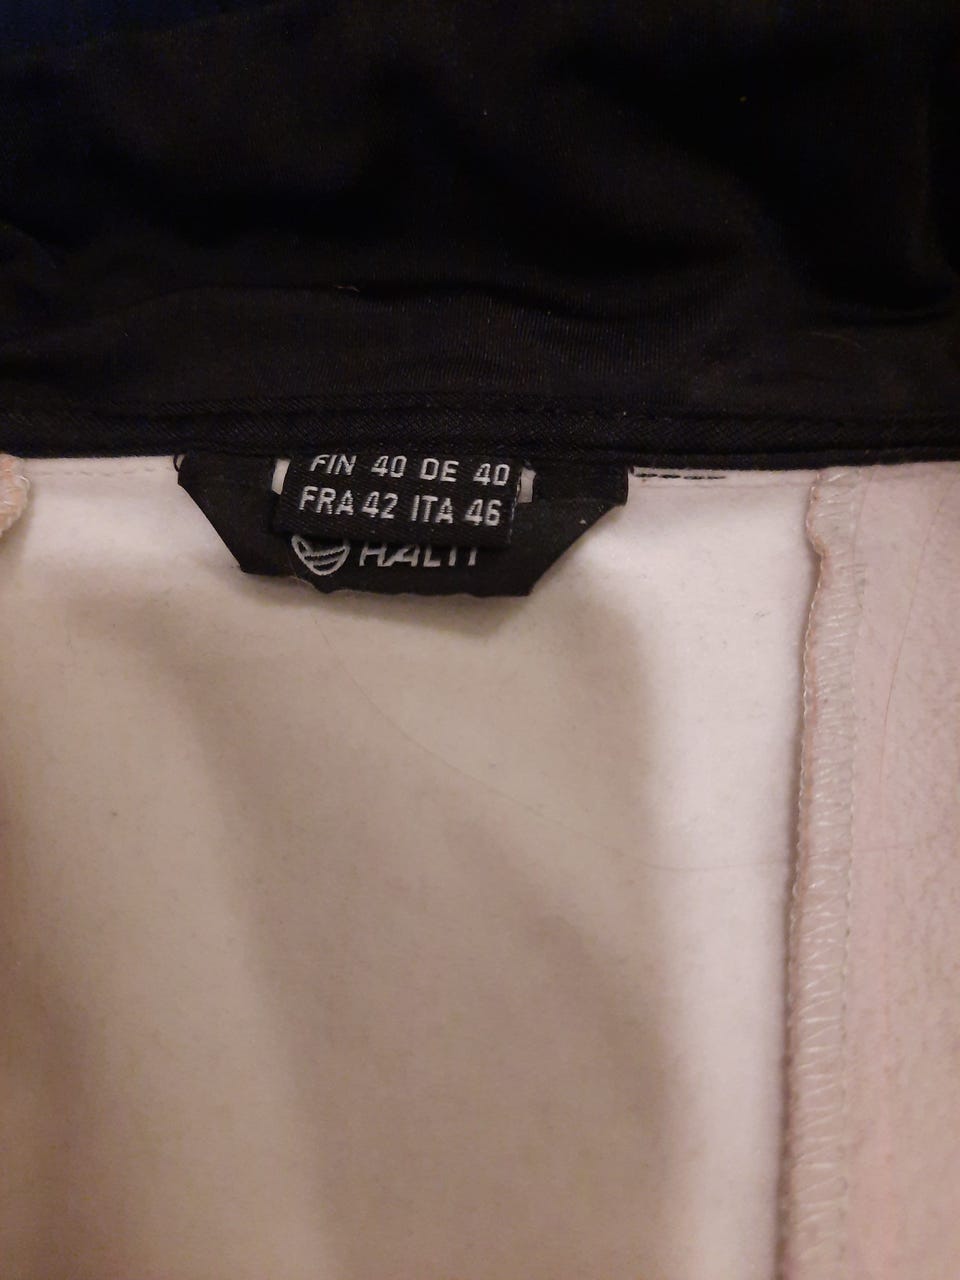 FIN 40 DE 40
FRA 42 ITA 46
HALTI